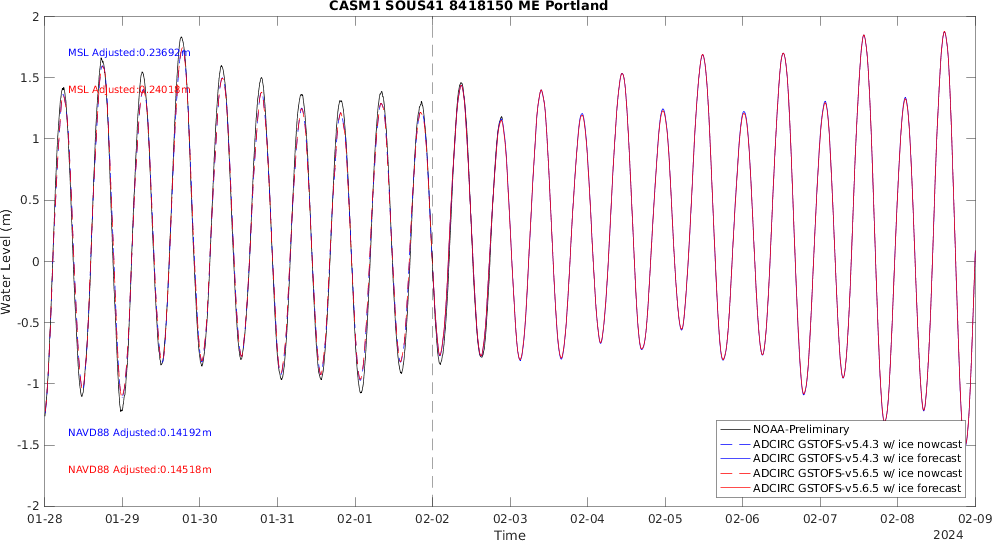 CASM1 SOUS41 8418150 ME Portland
MSL Adjusted:0.23692m
MSL Adjusted:0.24018m
NAVD88 Adjusted:0.14192m
NAVD88 Adjusted:0.14518m
Water Level (m)
2
1.5
1
0.5
0
-0.5
-1
-1.5
-2
NOAA-Preliminary
ADCIRC GSTOFS-v5.4.3 w/ ice nowcast
ADCIRC GSTOFS-v5.4.3 w/ ice forecast
ADCIRC GSTOFS-v5.6.5 w/ ice nowcast
ADCIRC GSTOFS-v5.6.5 w/ ice forecast
01-28 01-29 01-30 01-31 02-01 02-02 02-03 02-04 02-05 02-06 02-07 02-08 02-09
Time
2024